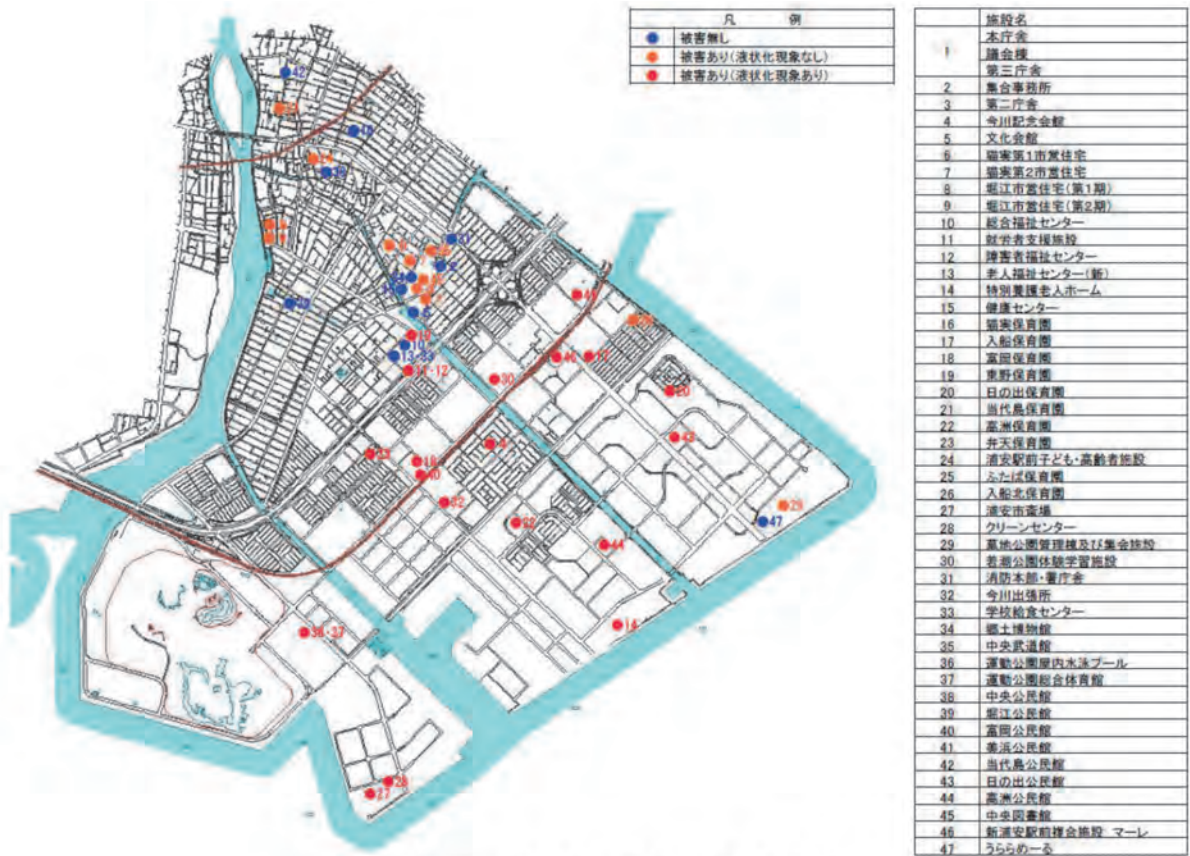 凡　例
被害無し
被害あり(液状化現象なし)
被害あり(液状化現象あり)
施設名
1 本庁舎
議会棟
第三庁舎
2 集合事務所
3 第二庁舎
4 今川記念会館
5 文化会館
6 猫実第1市営住宅
7 猫実第2市営住宅
8 堀江市営住宅(第1期)
9 堀江市営住宅(第2期)
10 総合福祉センター
11 就労者支援施設
12 障害者福祉センター
13 老人福祉センター(新)
14 特別養護老人ホーム
15 健康センター
16 猫実保育園
17 入船保育園
18 富岡保育園
19 東野保育園
20 日の出保育園
21 当代島保育園
22 高洲保育園
23 弁天保育園
24 浦安駅前子ども・高齢者施設
25 ふたば保育園
26 入船北保育園
27 浦安市斎場
28 クリーンセンター
29 墓地公園管理棟及び集会施設
30 若潮公園体験学習施設
31 消防本部・署庁舎
32 今川出張所
33 学校給食センター
34 郷土博物館
35 中央武道館
36 運動公園屋内水泳プール
37 運動公園総合体育館
38 中央公民館
39 堀江公民館
40 富岡公民館
41 美浜公民館
42 当代島公民館
43 日の出公民館
44 高洲公民館
45 中央図書館
46 新浦安駅前複合施設 マーレ
47 うららめーる
42
31
5
10
13・33
11・12
46
17
30
20
43
4
18
40
32
22
44
29
47
14
36・37
28
27